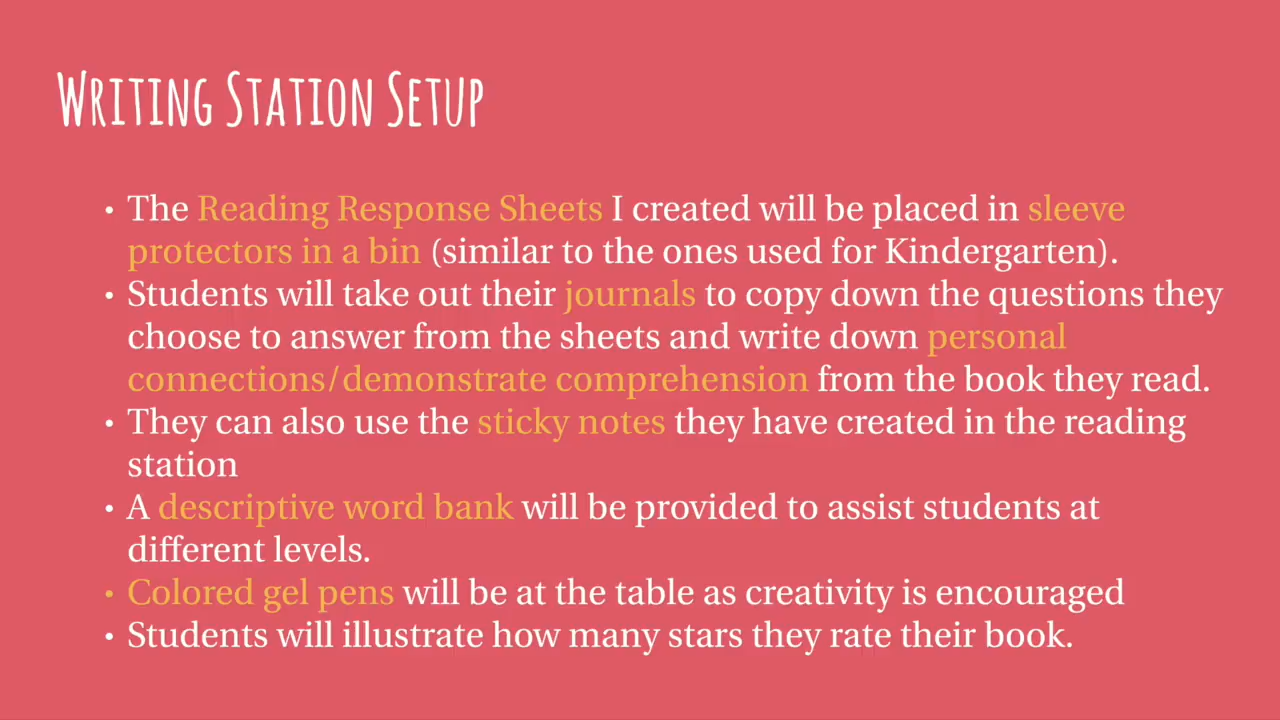 Writing Station Setup
• The Reading Response Sheets I created will be placed in sleeve
protectors in a bin (similar to the ones used for Kindergarten).
• Students will take out their journals to copy down the questions they
choose to answer from the sheets and write down personal
connections/demonstrate comprehension from the book they read.
• They can also use the sticky notes they have created in the reading
station
• A descriptive word bank will be provided to assist students at
different levels.
• Colored gel pens will be at the table as creativity is encouraged
• Students will illustrate how many stars they rate their book.